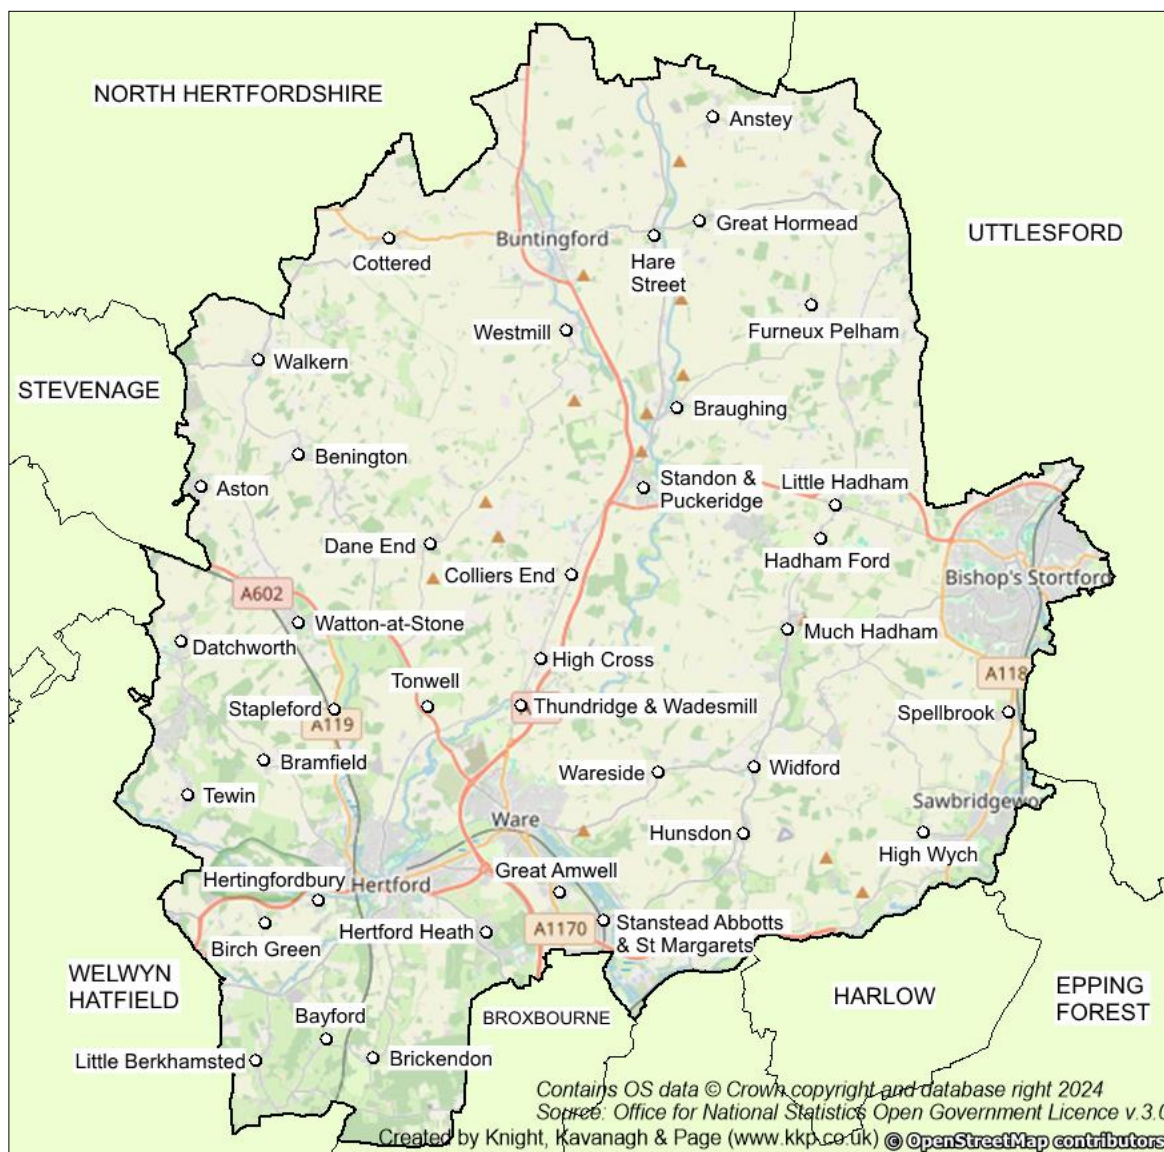 NORTH HERTFORDSHIRE
Anstey
Great Hormead
UTTLESFORD
Buntingford
Cottered
Hare
Street
Westmill
Furneux Pelham
Walkern
STEVENAGE
Braughing
Benington
Aston
Standon &
Puckeridge
Little Hadham
Dane End
Hadham Ford
Colliers End
Bishop's Stortford
A602
Watton-at-Stone
Much Hadham
Datchworth
High Cross
Tonwell
A118
Stapleford
A119
Thundridge & Wadesmill
Spellbrook
Bramfield
Wareside
Widford
Tewin
Sawbridgewo
Ware
Hunsdon
High Wych
Great Amwell
Hertingfordbury
Hertford
Stanstead Abbotts
& St Margarets
Hertford Heath
A1170
Birch Green
WELWYN
HATFIELD
HARLOW
EPPING
FOREST
Bayford
BROXBOURNE
Little Berkhamsted
Brickendon
Contains OS data © Crown copyright and database right 2024
Source: Office for National Statistics Open Government Licence v.3.0
Created by Knight, Kavanagh & Page (www.kkp.co.uk) © OpenStreetMap contributors